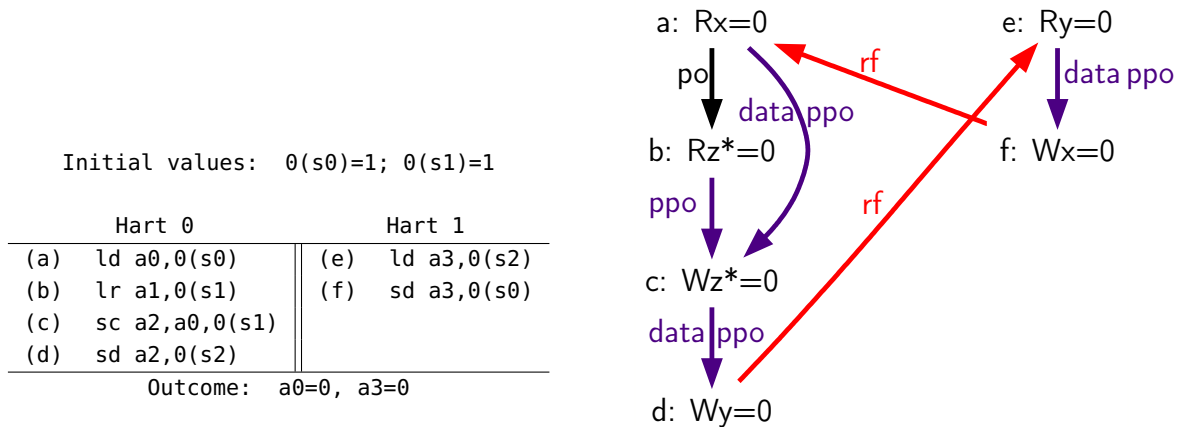 Initial values: 0(s0)=1; 0(s1)=1
Hart 0 Hart 1
(a) ld a0,0(s0) (e) ld a3,0(s2)
(b) lr a1,0(s1) (f) sd a3,0(s0)
(c) sc a2,a0,0(s1)
(d) sd a2,0(s2)
Outcome: a0=0, a3=0
a: Rx=0 e: Ry=0
po rf data ppo
data ppo
b: Rz*=0 f: Wx=0
ppo rf
c: Wz*=0
data ppo
d: Wy=0